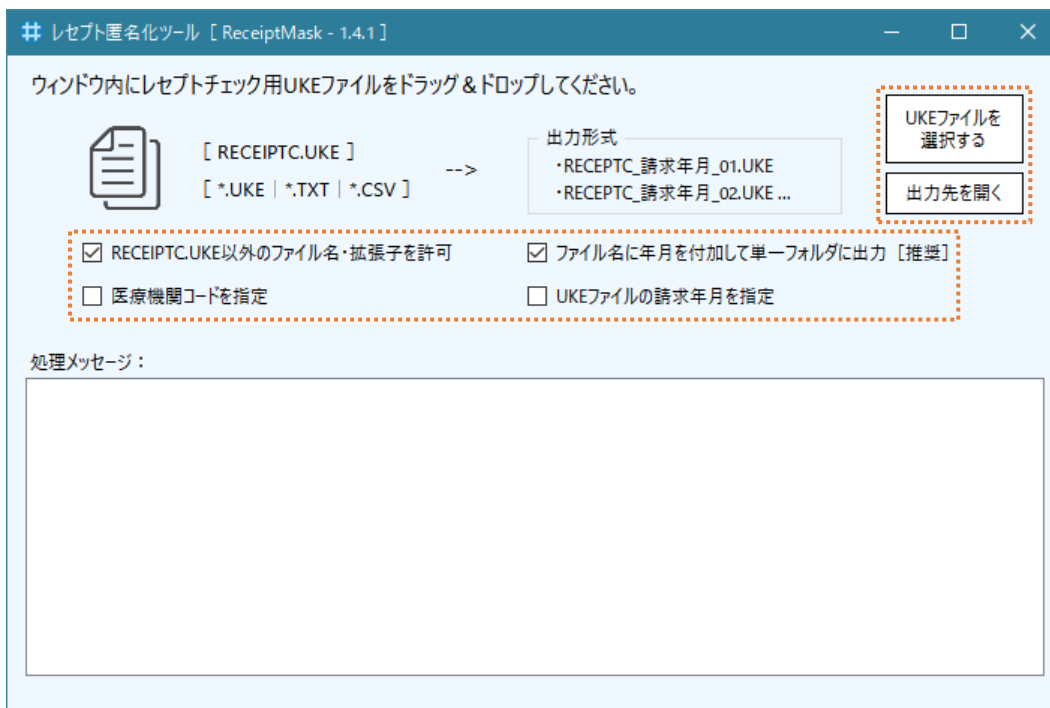 レセプト匿名化ツール [ ReceiptMask - 1.4.1 ]
ウィンドウ内にレセプトチェック用UKEファイルをドラッグ＆ドロップしてください。
UKEファイルを
選択する
出力先を開く
[ RECEIPTC.UKE ]
[ *.UKE | *.TXT | *.CSV ]
-->
出力形式
・RECEPTC_請求年月_01.UKE
・RECEPTC_請求年月_02.UKE ...
RECEIPTC.UKE以外のファイル名・拡張子を許可
ファイル名に年月を付加して単一フォルダに出力 [推奨]
医療機関コードを指定
UKEファイルの請求年月を指定
処理メッセージ：